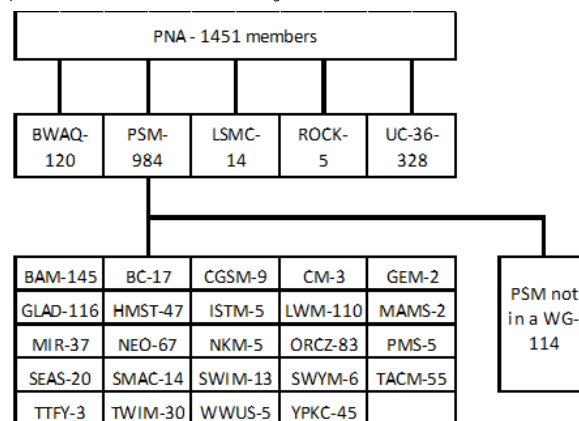 PNA - 1451 members
BWAQ-
120
PSM-
984
LSMC-
14
ROCK-
5
UC-36-
328
BAM-145 BC-17 CGSM-9 CM-3 GEM-2
GLAD-116 HMST-47 ISTM-5 LWM-110 MAMS-2
MIR-37 NEO-67 NKM-5 ORCZ-83 PMS-5
SEAS-20 SMAC-14 SWIM-13 SWYM-6 TACM-55
TTFY-3 TWIM-30 WWUS-5 YPKC-45
PSM not
in a WG-
114